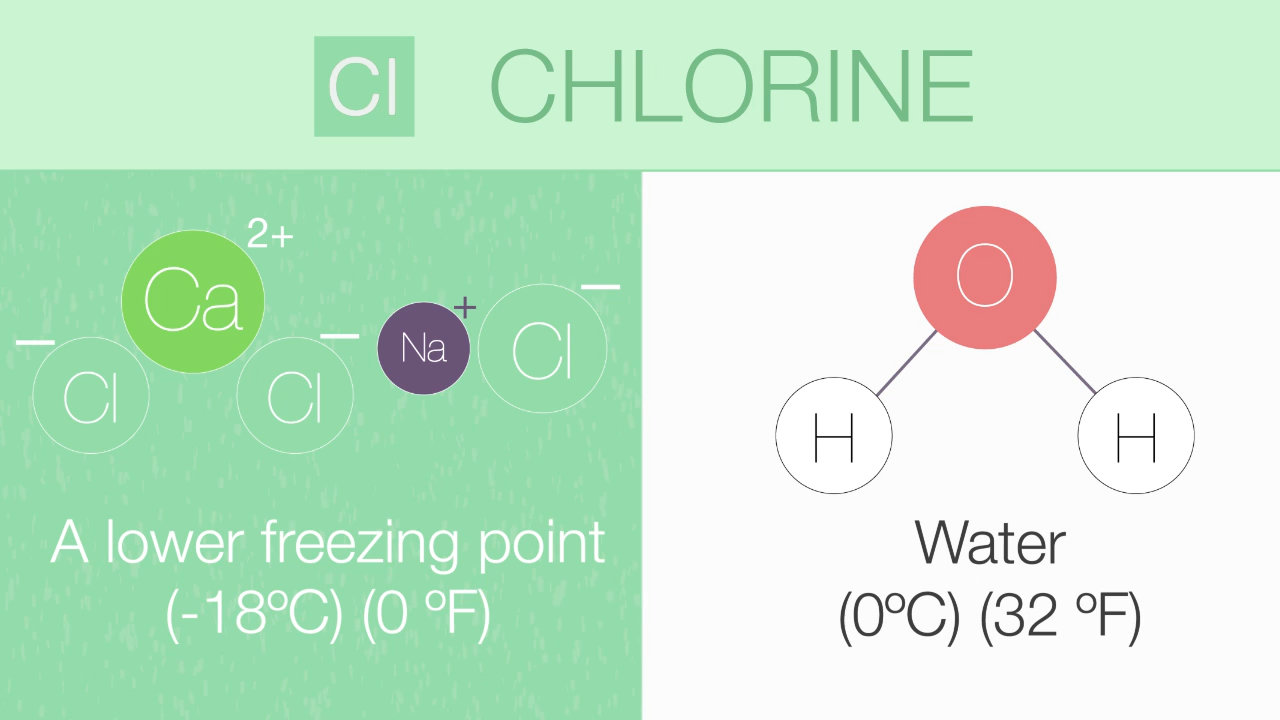 Cl CHLORINE
Ca 2+
Cl −
Cl −
Na +
Cl −
A lower freezing point
(-18ºC) (0 ºF)
O
H H
Water
(0ºC) (32 ºF)